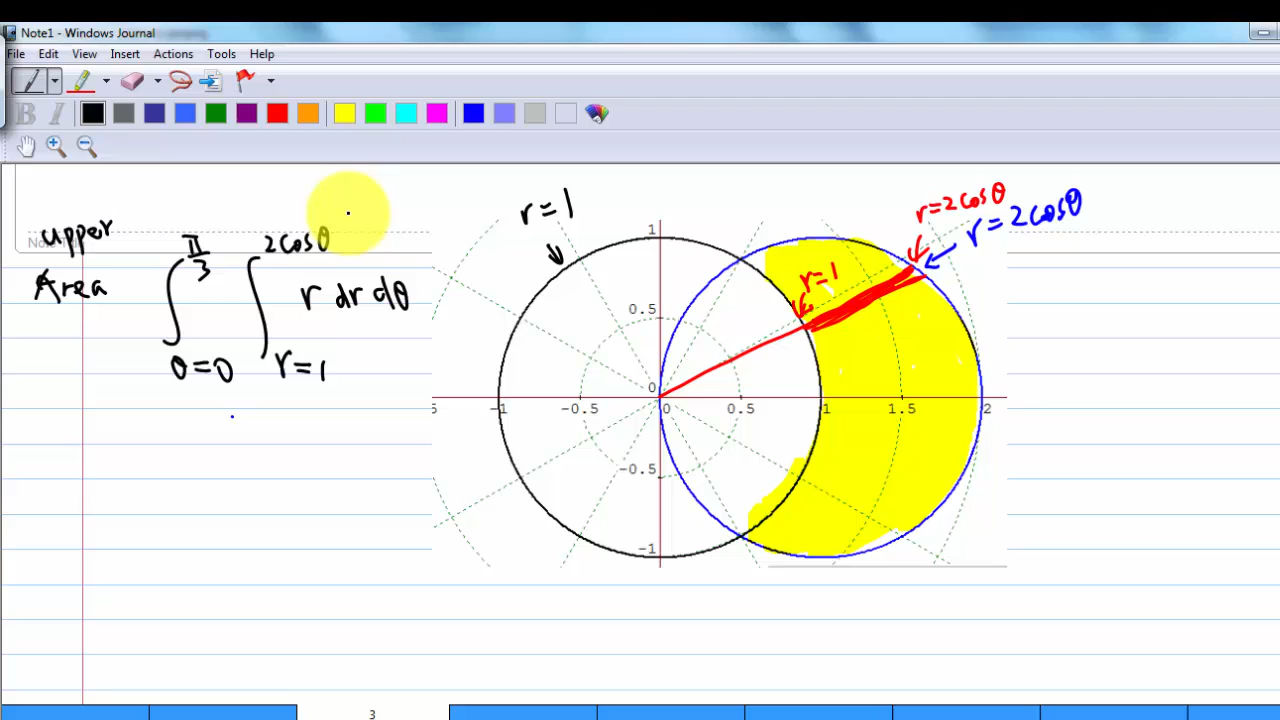 Note1 - Windows Journal
File Edit View Insert Actions Tools Help
B I
r=1
r=2cosθ
r=2cosθ
upper
Area
π/3
2cosθ
∫ ∫ r dr dθ
θ=0 r=1
r=1
1
0.5
0
-1 -0.5 0 0.5 1 1.5 2
-0.5
-1
3